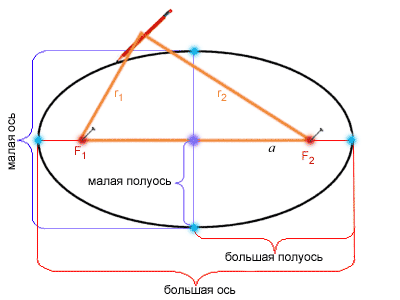 r1
r2
малая ось
F1
a
F2
малая полуось
большая полуось
большая ось